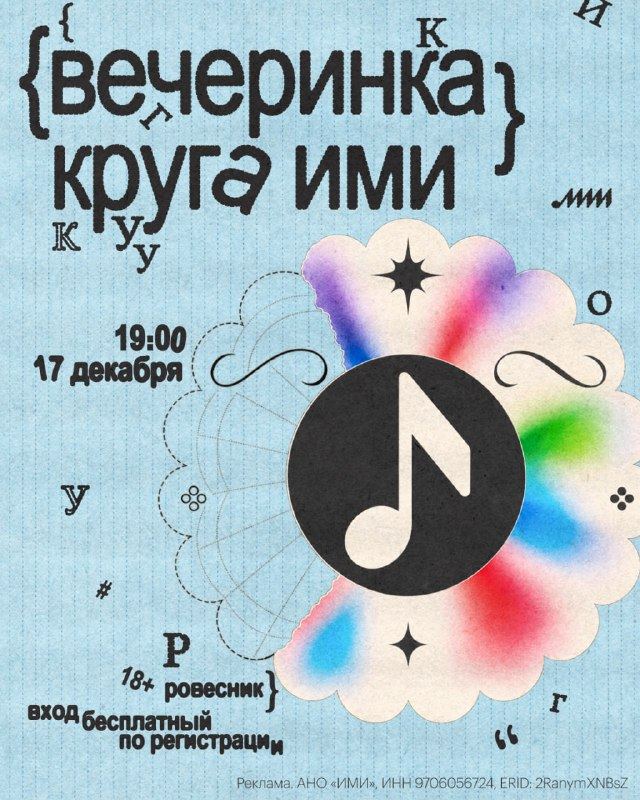 {
к
и
{вечеринка}
г
круга ими
к
у
у
о
19:00
17 декабря
у
#
Р
18+ ровесник}
вход бесплатный
по регистрации
г
“
Реклама. АНО «ИМИ», ИНН 9706056724, ERID: 2RanymXNBsZ